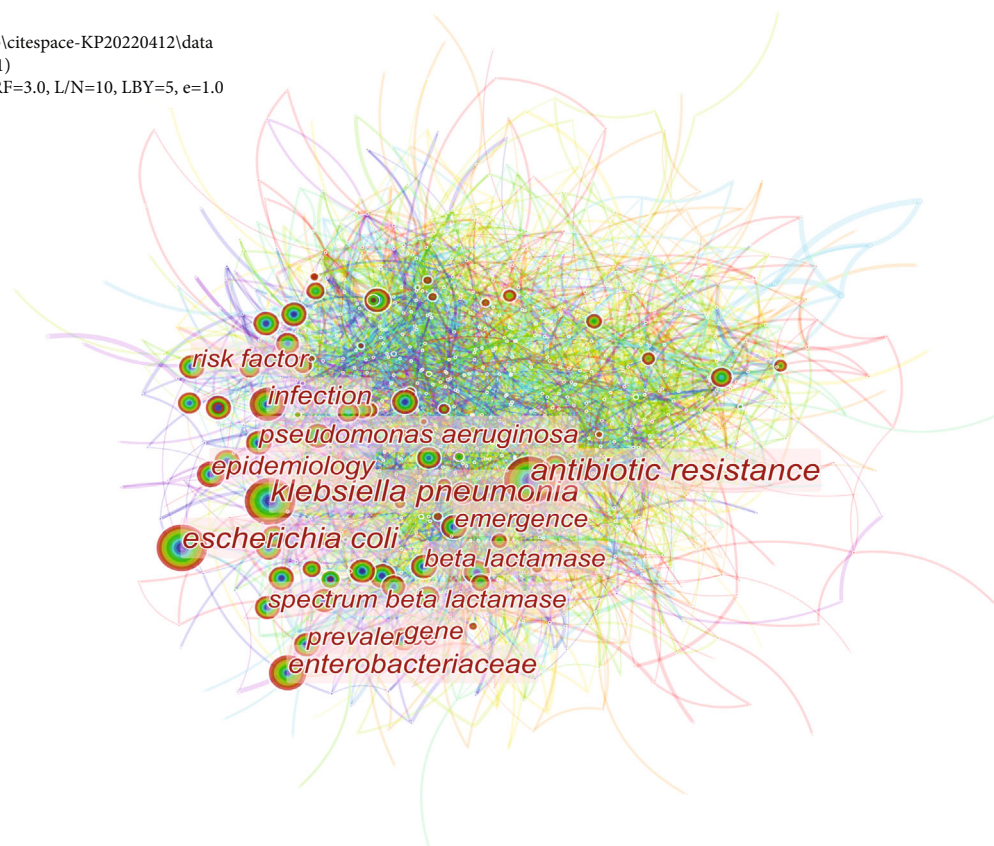 \citespace-KP20220412\data
1)
RF=3.0, L/N=10, LBY=5, e=1.0
risk factor
infection
pseudomonas aeruginosa
epidemiology
antibiotic resistance
klebsiella pneumonia
emergence
escherichia coli
beta lactamase
spectrum beta lactamase
gene
enterobacteriaceae